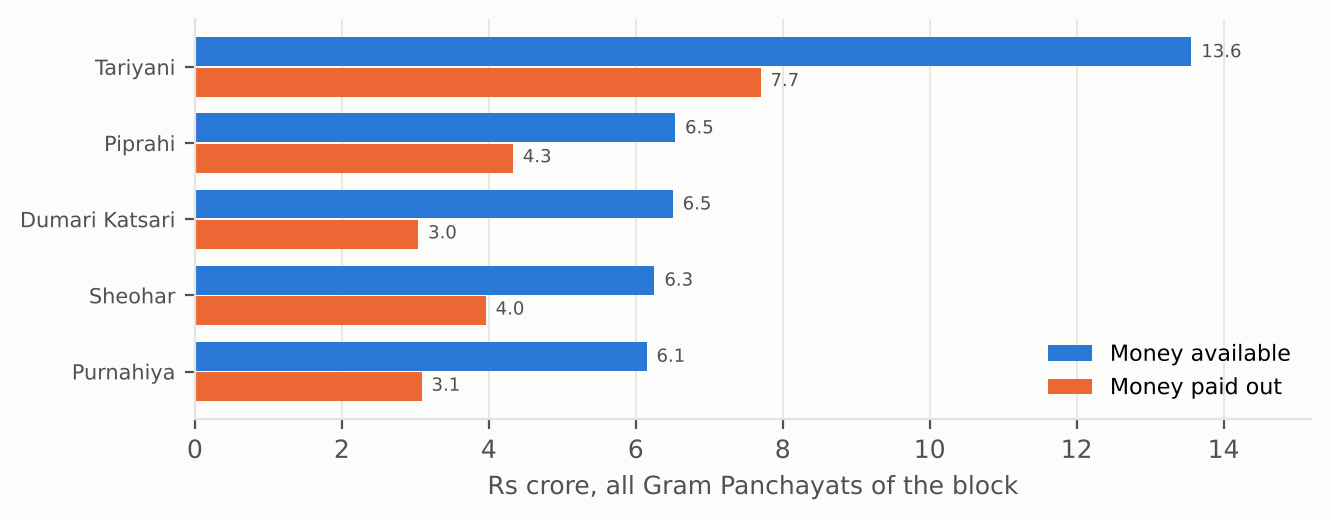 Tariyani 13.6
7.7
Piprahi 6.5
4.3
Dumari Katsari 6.5
3.0
Sheohar 6.3
4.0
Purnahiya 6.1
3.1
Money available
Money paid out
0 2 4 6 8 10 12 14
Rs crore, all Gram Panchayats of the block